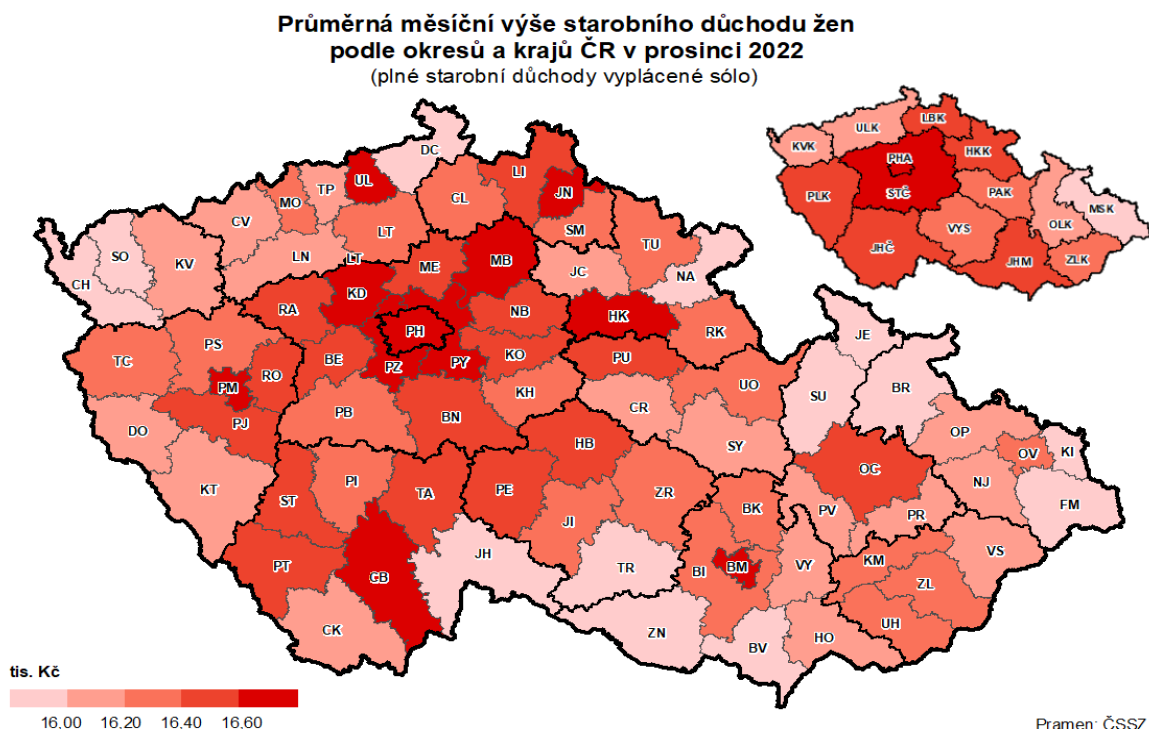 Průměrná měsíční výše starobního důchodu žen
podle okresů a krajů ČR v prosinci 2022
(plné starobní důchody vyplácené sólo)
DC
UL
TP
MO
LI
JN
CL
CV
LT
SM
TU
LN
LT
ME
MB
JC
NA
SO
KV
CH
KD
RA
NB
HK
PH
RK
PS
TC
BE
KO
PU
RO
PZ
PY
PM
UO
KH
CR
PB
BN
PJ
DO
SY
HB
KT
PI
ST
TA
PE
ZR
JE
SU
BR
OP
OV
KI
OC
NJ
FM
BK
PV
PR
JI
JH
TR
BI
BM
VY
KM
VS
ZL
PT
CB
CK
ZN
BV
HO
UH
LBK
ULK
KVK
HKK
PHA
STČ
PLK
PAK
MSK
OLK
VYS
JHČ
JHM
ZLK
tis. Kč
16,00 16,20 16,40 16,60
Pramen: ČSSZ